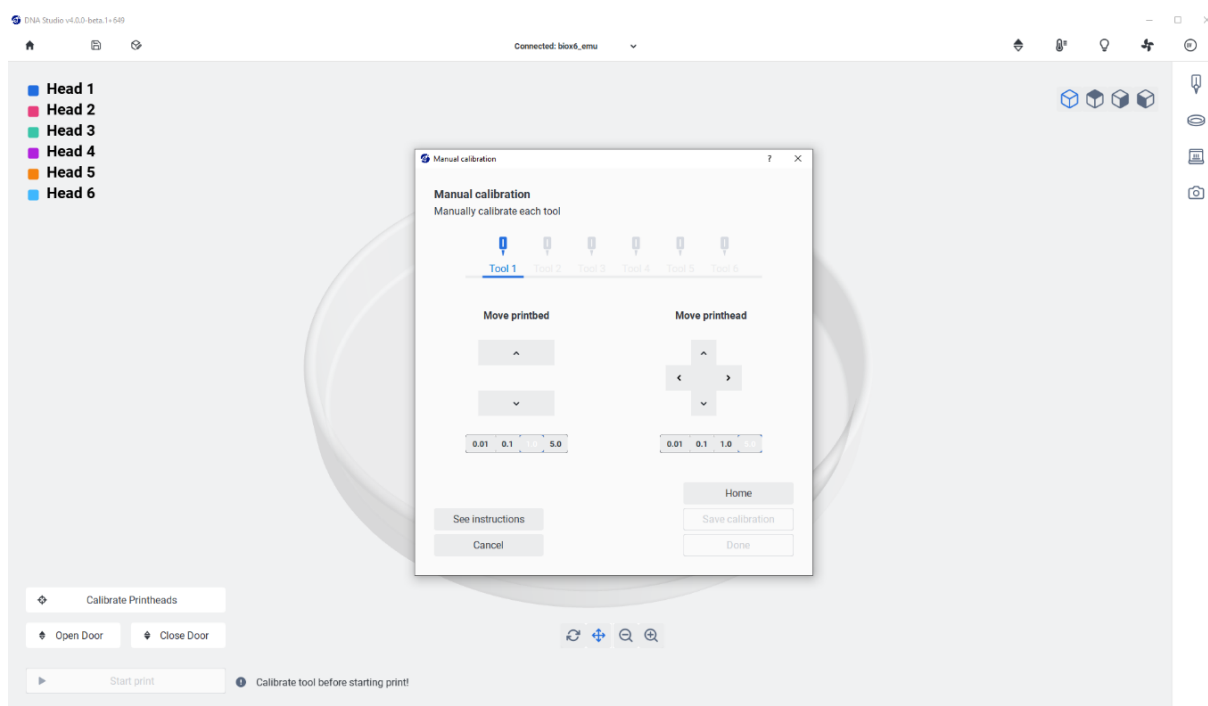 DNA Studio v4.0.0-beta.1+649
Connected: biox6_emu
Head 1
Head 2
Head 3
Head 4
Head 5
Head 6
Manual calibration
?
Manual calibration
Manually calibrate each tool
Tool 1 Tool 2 Tool 3 Tool 4 Tool 5 Tool 6
Move printbed Move printhead
0.01 0.1 1.0 5.0 0.01 0.1 1.0 5.0
Home
See instructions Save calibration
Cancel Done
Calibrate Printheads
Open Door Close Door
Start print Calibrate tool before starting print!